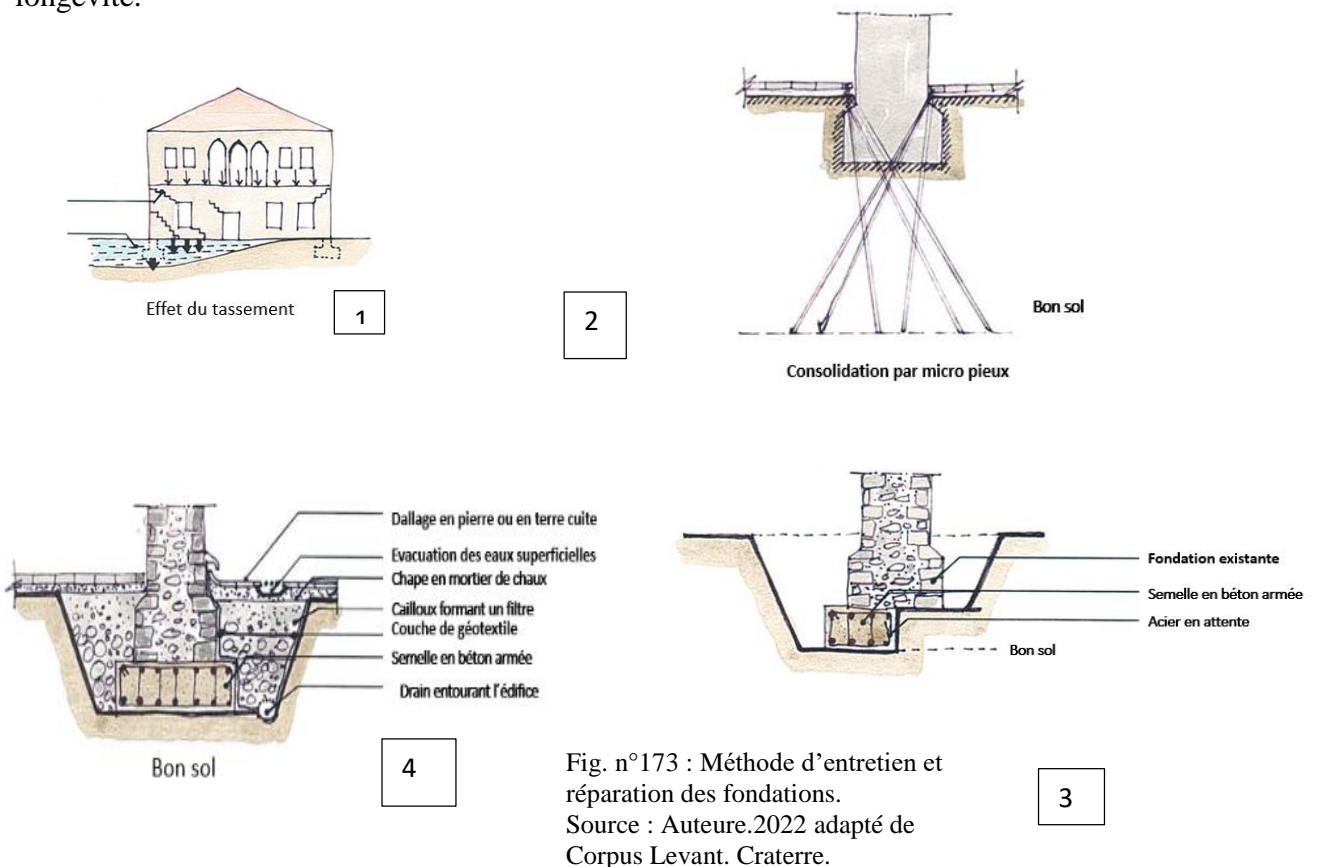 longévité.
Effet du tassement
1
2
Bon sol
Consolidation par micro pieux
Dallage en pierre ou en terre cuite
Evacuation des eaux superficielles
Chape en mortier de chaux
Cailloux formant un filtre
Couche de géotextile
Semelle en béton armée
Drain entourant l'édifice
Bon sol
4
Fondation existante
Semelle en béton armée
Acier en attente
Bon sol
3
Fig. n°173 : Méthode d'entretien et
réparation des fondations.
Source : Auteure.2022 adapté de
Corpus Levant. Craterre.